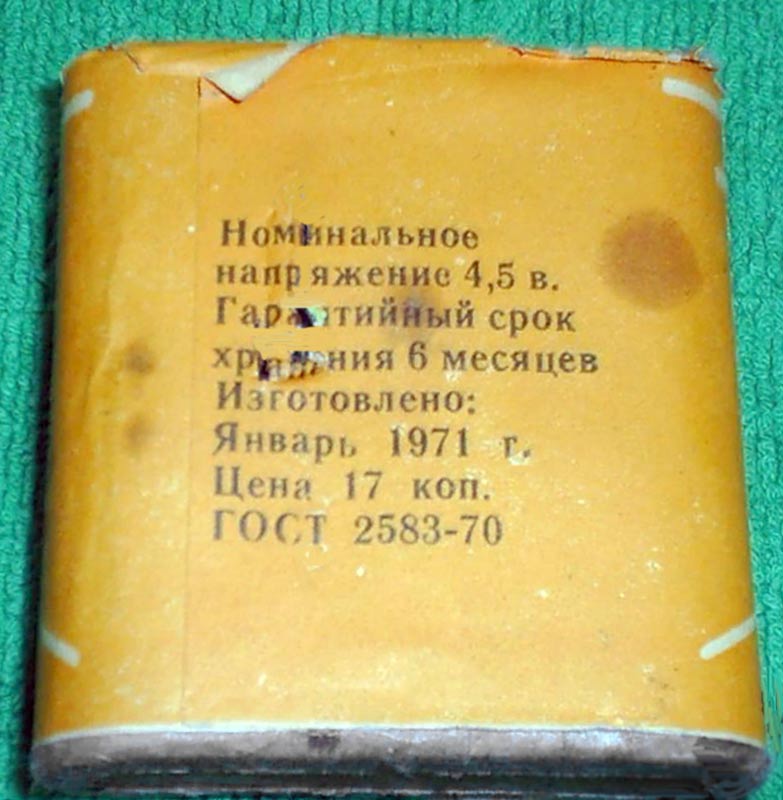 Номинальное
напряжение 4,5 в.
Гарантийный срок
хранения 6 месяцев
Изготовлено:
Январь 1971 г.
Цена 17 коп.
ГОСТ 2583-70